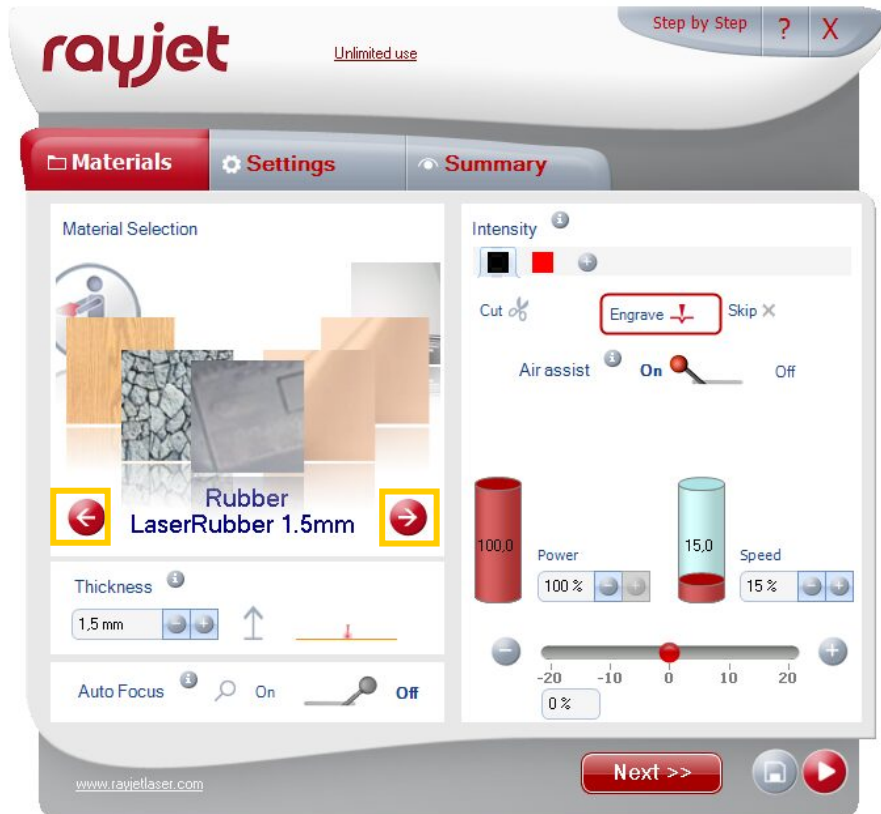 rayjet
Unlimited use
Step by Step ? X
Materials
Settings
Summary
Material Selection
Rubber
LaserRubber 1.5mm
Thickness
1,5 mm
Auto Focus On Off
Intensity
Cut Engrave Skip
Air assist On Off
100,0
Power
100 %
15,0
Speed
15 %
-20 -10 0 10 20
0 %
www.rayjetlaser.com
Next >>